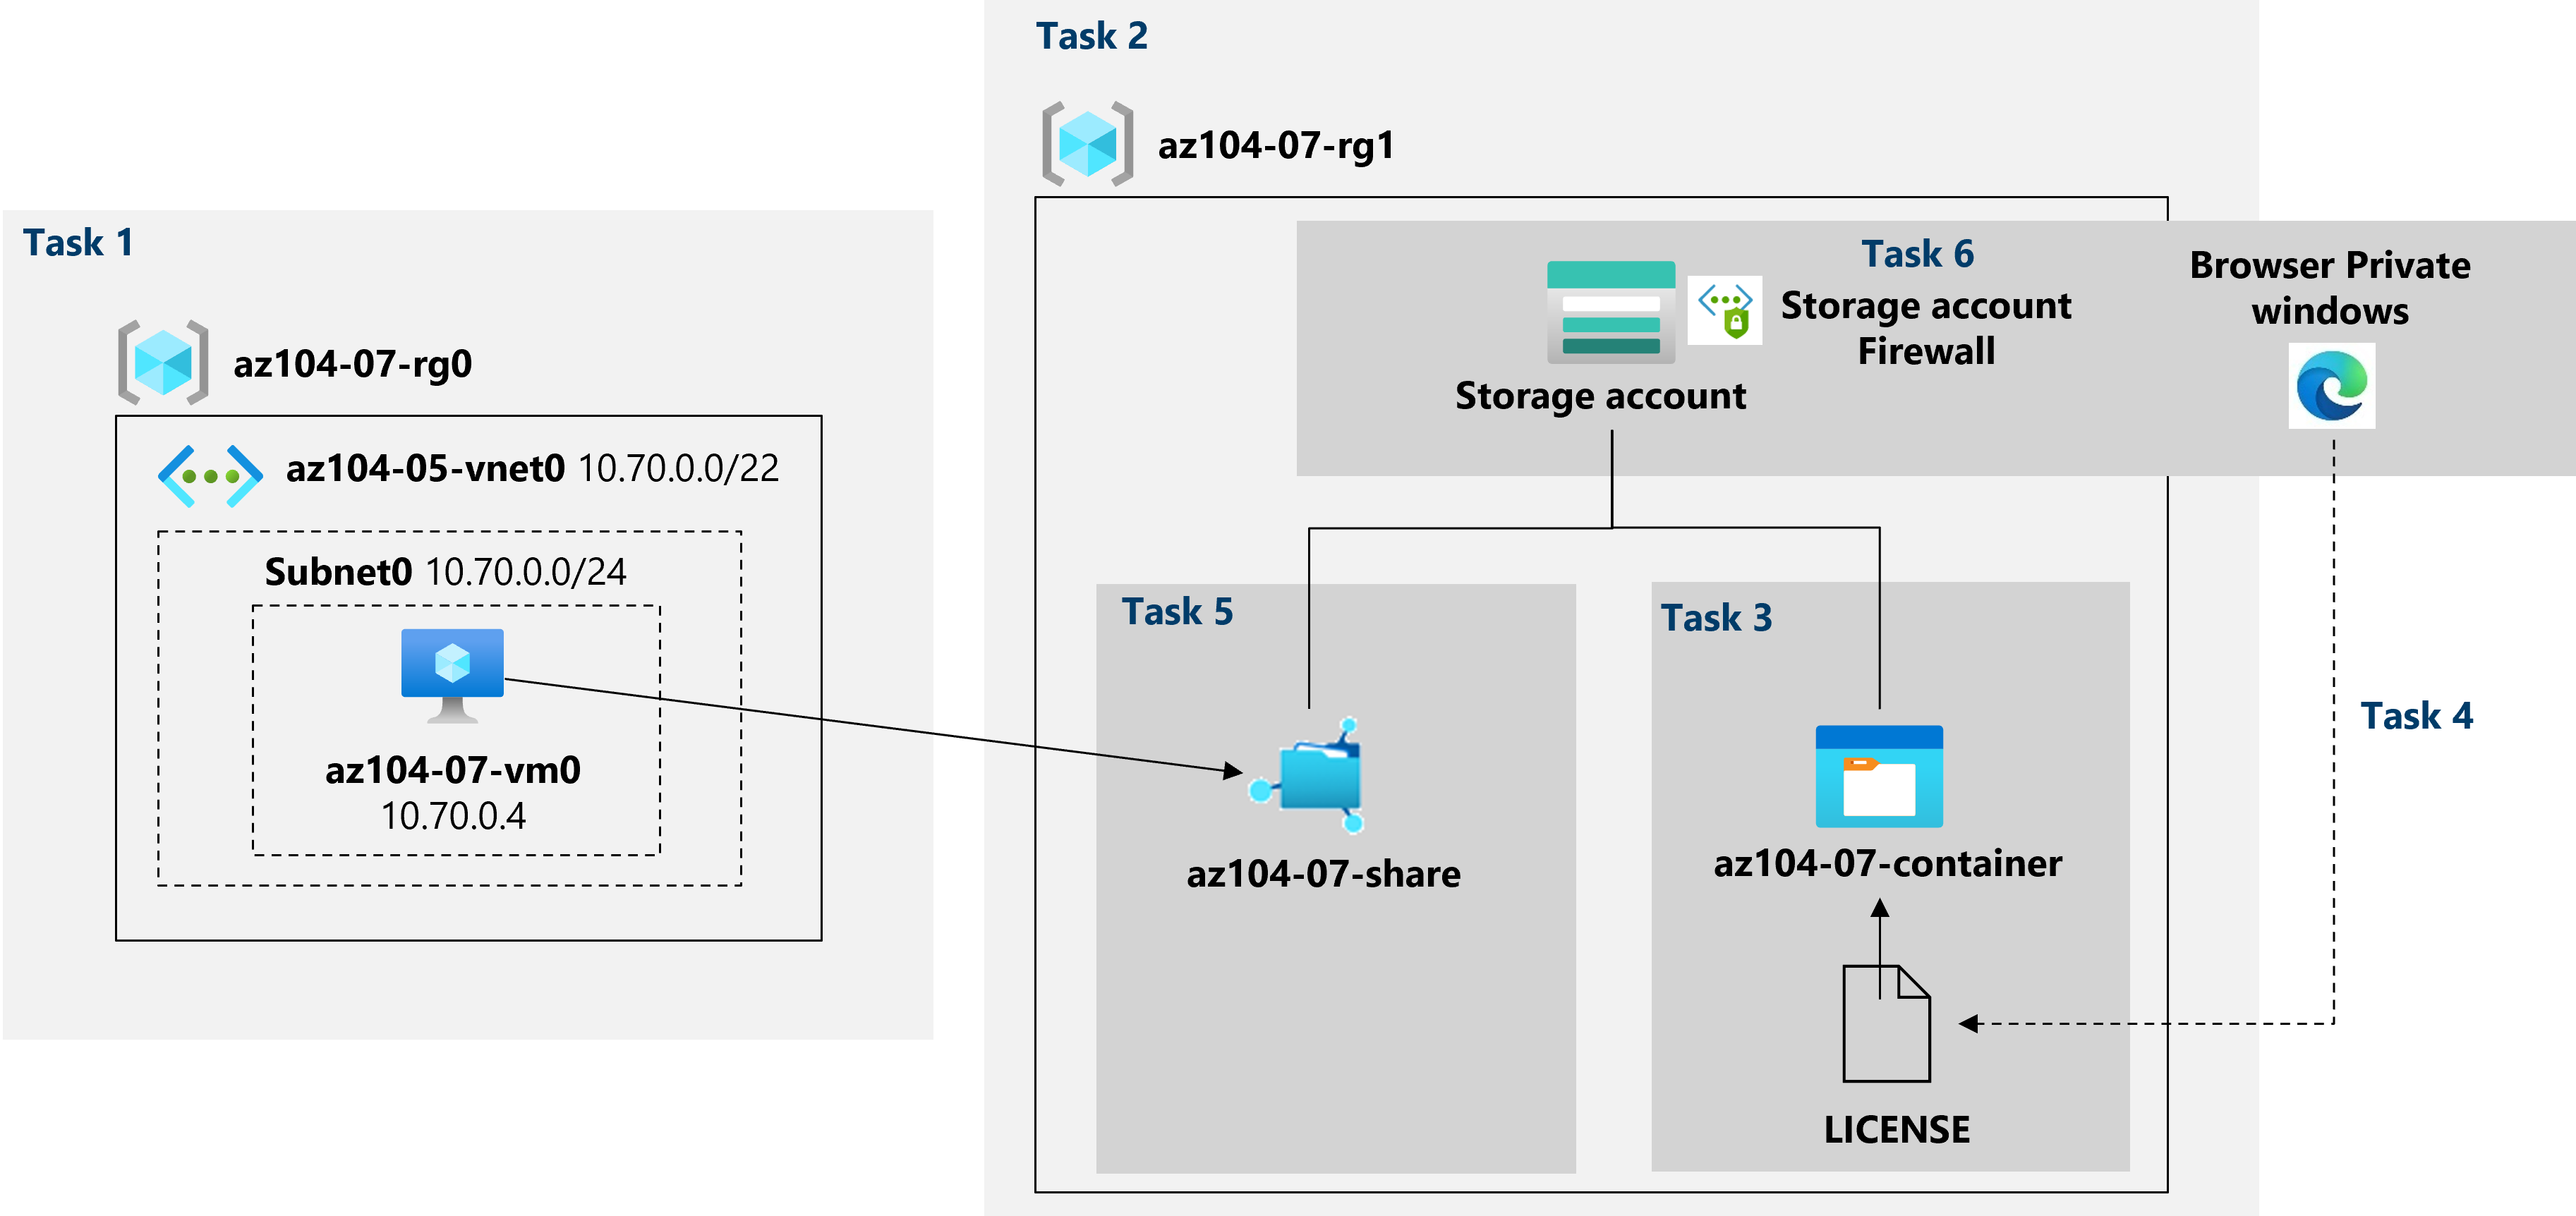 Task 1
az104-07-rg0
az104-05-vnet0 10.70.0.0/22
Subnet0 10.70.0.0/24
az104-07-vm0
10.70.0.4
Task 2
az104-07-rg1
Task 6
Storage account
Firewall
Storage account
Browser Private
windows
Task 5
az104-07-share
Task 3
az104-07-container
LICENSE
Task 4